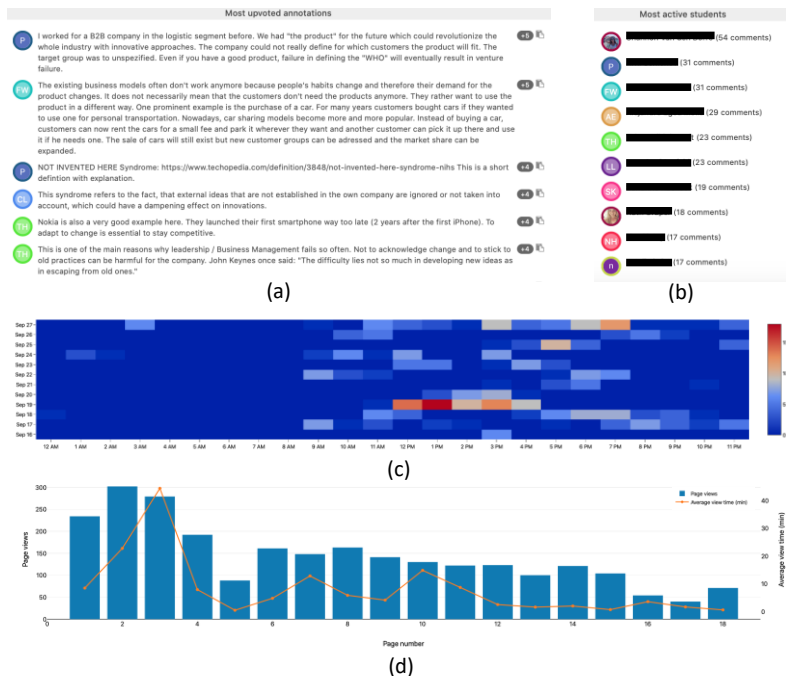 Most upvoted annotations
P
I worked for a B2B company in the logistic segment before. We had "the product" for the future which could revolutionize the
whole industry with innovative approaches. The company could not really define for which customers the product will fit. The
target group was to unspecified. Even if you have a good product, failure in defining the "WHO" will eventually result in venture
failure.
+5
FW
The existing business models often don't work anymore because people's habits change and therefore their demand for the
product changes. It does not necessarily mean that the customers don't need the products anymore. They rather want to use the
product in a different way. One prominent example is the purchase of a car. For many years customers bought cars if they wanted
to use one for personal transportation. Nowadays, car sharing models become more and more popular. Instead of buying a car,
customers can now rent the cars for a small fee and park it wherever they want and another customer can pick it up there and use
it if he needs one. The sale of cars will still exist but new customer groups can be adressed and the market share can be
expanded.
+5
P
NOT INVENTED HERE Syndrome: https://www.techopedia.com/definition/3848/not-invented-here-syndrome-nihs This is a short
defintion with explanation.
+4
CL
This syndrome refers to the fact, that external ideas that are not established in the own company are ignored or not taken into
account, which could have a dampening effect on innovations.
+4
TH
Nokia is also a very good example here. They launched their first smartphone way too late (2 years after the first iPhone). To
adapt to change is essential to stay competitive.
+4
TH
This is one of the main reasons why leadership / Business Management fails so often. Not to acknowledge change and to stick to
old practices can be harmful for the company. John Keynes once said: "The difficulty lies not so much in developing new ideas as
in escaping from old ones."
+4
(a)
Most active students
(54 comments)
P (31 comments)
FW (31 comments)
AE (29 comments)
TH (23 comments)
LL (23 comments)
SK (19 comments)
(18 comments)
NH (17 comments)
n (17 comments)
(b)
Sep 27
Sep 26
Sep 25
Sep 24
Sep 23
Sep 22
Sep 21
Sep 20
Sep 19
Sep 18
Sep 17
Sep 16
12 AM 1 AM 2 AM 3 AM 4 AM 5 AM 6 AM 7 AM 8 AM 9 AM 10 AM 11 AM 12 PM 1 PM 2 PM 3 PM 4 PM 5 PM 6 PM 7 PM 8 PM 9 PM 10 PM 11 PM
(c)
Page views
Average view time (min)
300
250
200
150
100
50
0
Page views
40
30
20
10
0
Average view time (min)
0 2 4 6 8 10 12 14 16 18
Page number
(d)